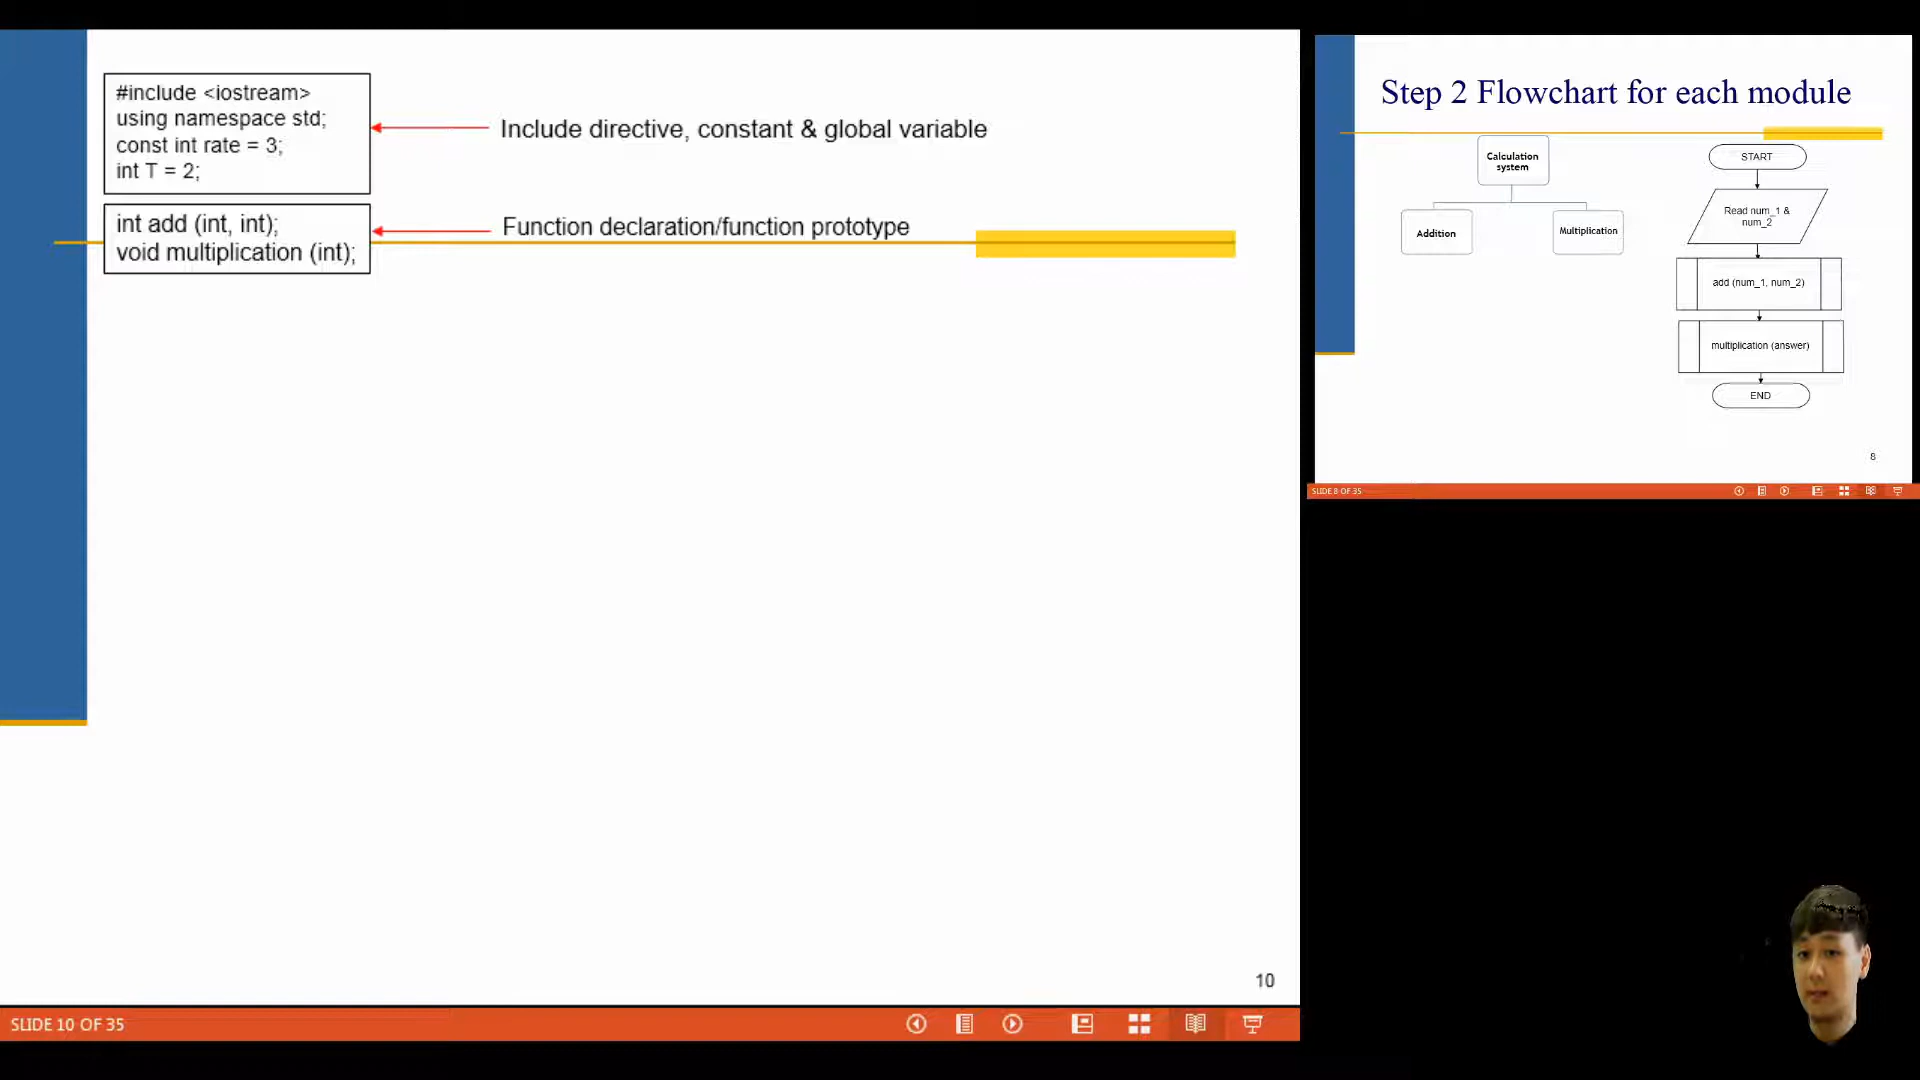 #include <iostream>
using namespace std;
const int rate = 3;
int T = 2;
Include directive, constant & global variable
int add (int, int);
void multiplication (int);
Function declaration/function prototype
10
SLIDE 10 OF 35
Step 2 Flowchart for each module
Calculation
system
Addition
Multiplication
START
Read num_1 &
num_2
add (num_1, num_2)
multiplication (answer)
END
8
SLIDE 8 OF 35